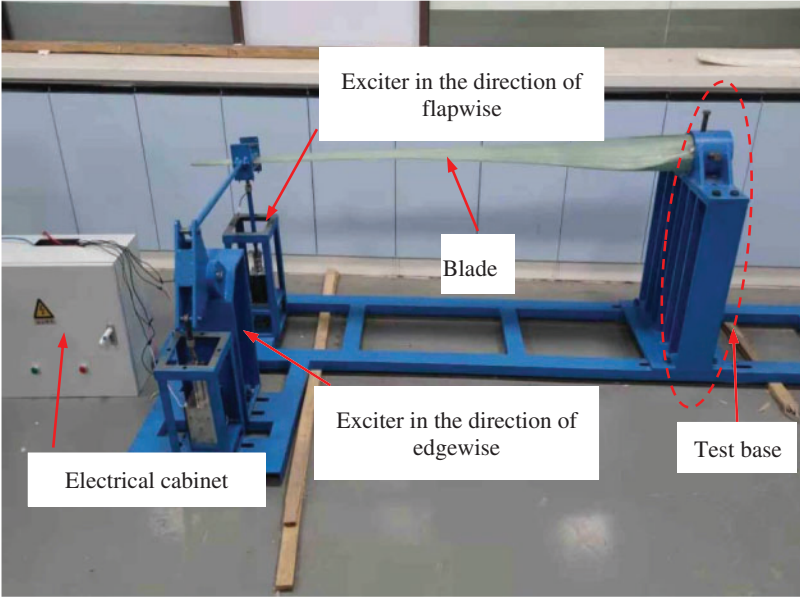 Exciter in the direction of
flapwise
Blade
Exciter in the direction of
edgewise
Test base
Electrical cabinet